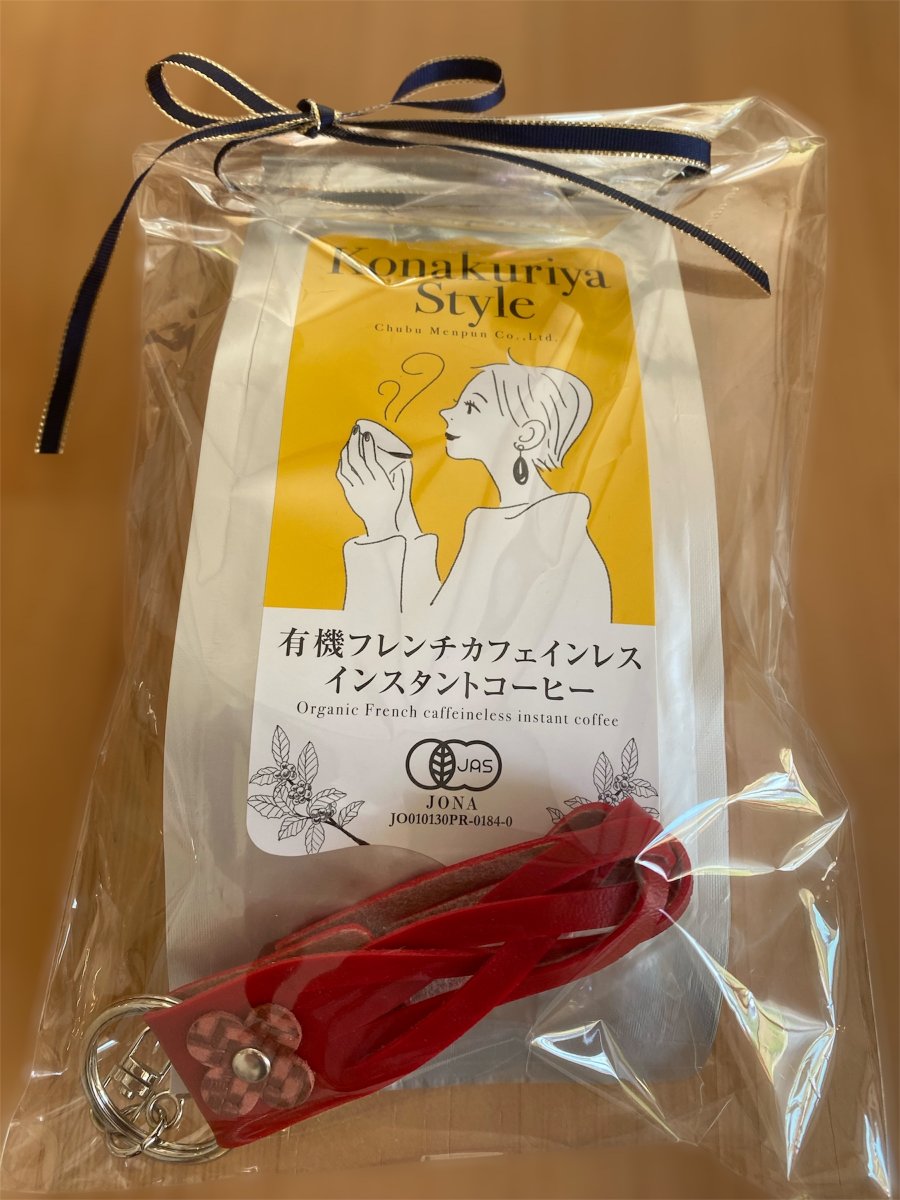 Konakuriya
Style
Chubu Menpun Co.,Ltd.
有機フレンチカフェインレス
インスタントコーヒー
Organic French caffeineless instant coffee
JAS
JONA
JO010130PR-0184-0